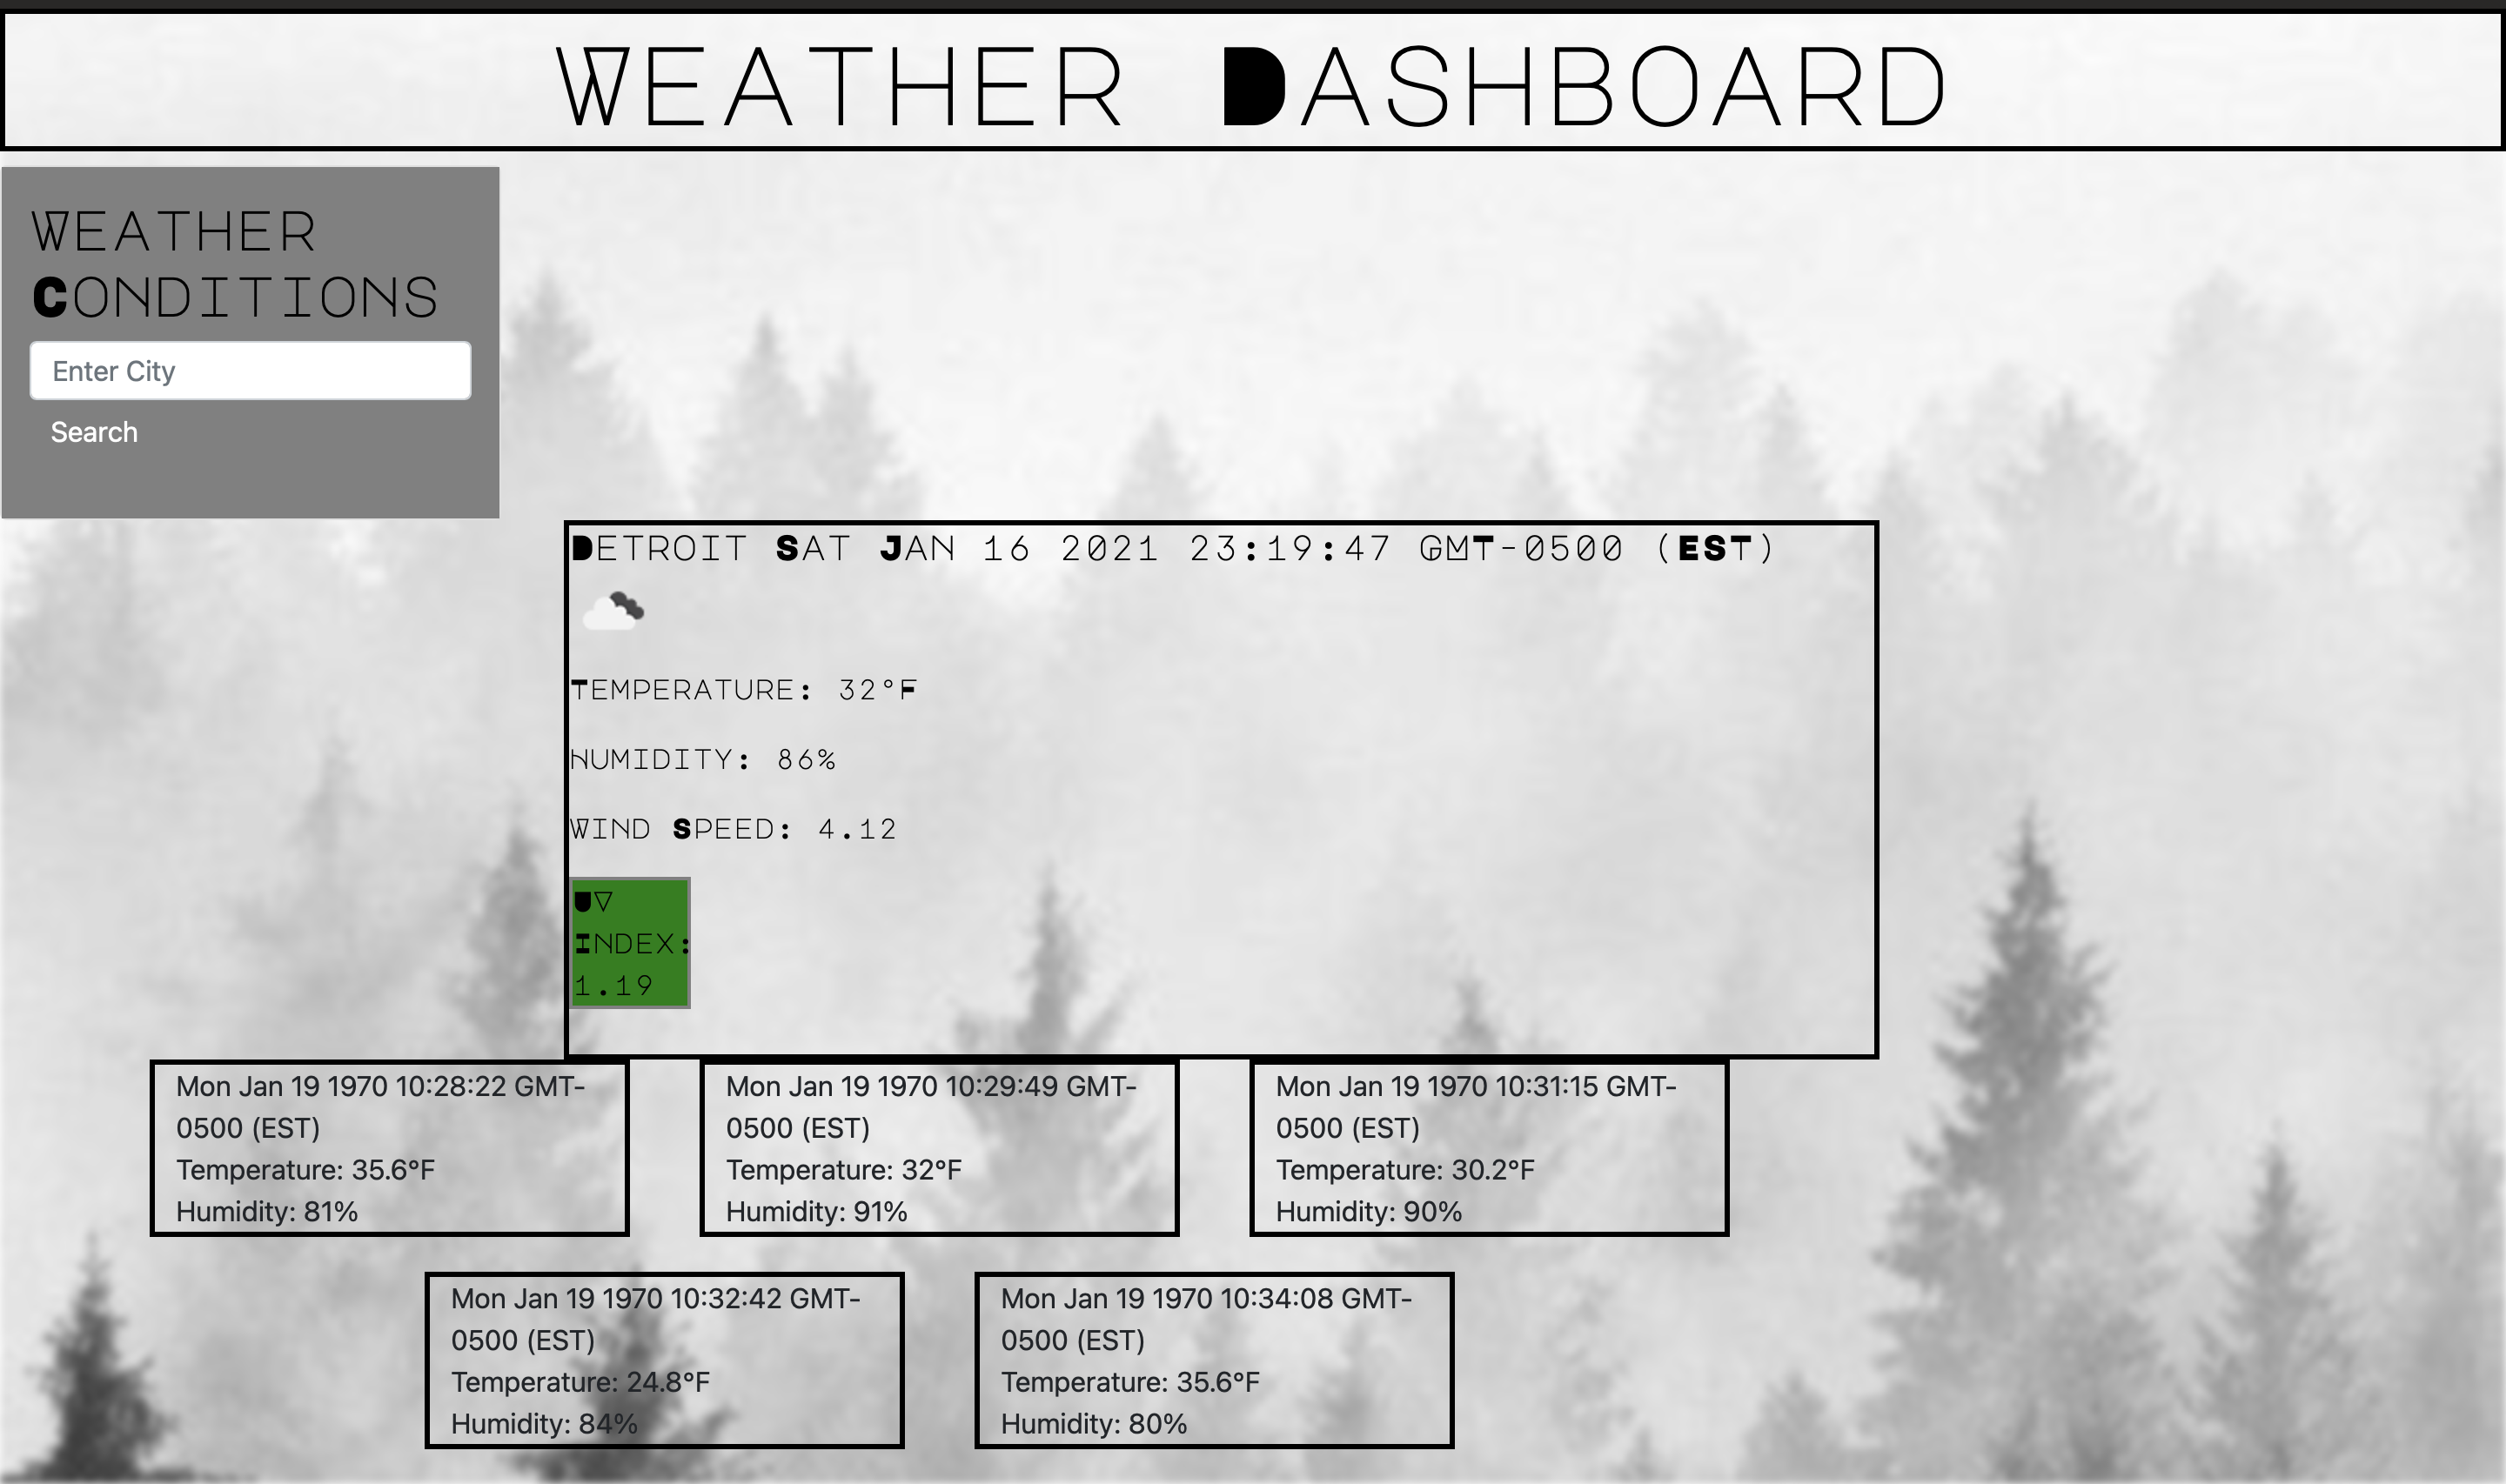 Weather Dashboard
Weather
Conditions
Enter City
Search
Detroit Sat Jan 16 2021 23:19:47 GMT-0500 (EST)
Temperature: 32°F
Humidity: 86%
Wind Speed: 4.12
UV
Index:
1.19
Mon Jan 19 1970 10:28:22 GMT-
0500 (EST)
Temperature: 35.6°F
Humidity: 81%
Mon Jan 19 1970 10:29:49 GMT-
0500 (EST)
Temperature: 32°F
Humidity: 91%
Mon Jan 19 1970 10:31:15 GMT-
0500 (EST)
Temperature: 30.2°F
Humidity: 90%
Mon Jan 19 1970 10:32:42 GMT-
0500 (EST)
Temperature: 24.8°F
Humidity: 84%
Mon Jan 19 1970 10:34:08 GMT-
0500 (EST)
Temperature: 35.6°F
Humidity: 80%